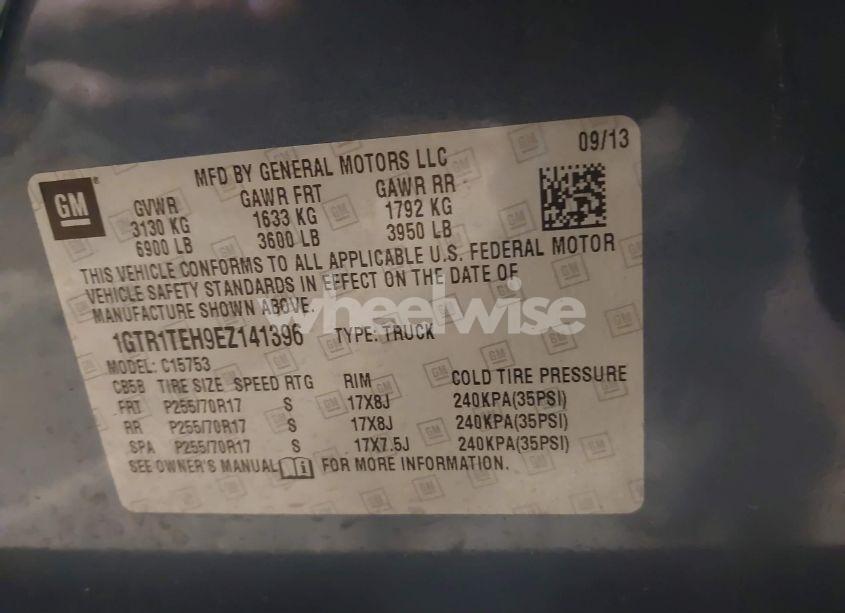 MFD BY GENERAL MOTORS LLC 09/13
GM
GVWR GAWR FRT GAWR RR
3130 KG 1633 KG 1792 KG
6900 LB 3600 LB 3950 LB
THIS VEHICLE CONFORMS TO ALL APPLICABLE U.S. FEDERAL MOTOR
VEHICLE SAFETY STANDARDS IN EFFECT ON THE DATE OF
MANUFACTURE SHOWN ABOVE.
wheelwise
1GTR1TEH9EZ141396 TYPE: TRUCK
MODEL: C15753
CB5B TIRE SIZE SPEED RTG RIM COLD TIRE PRESSURE
FRT P255/70R17 S 17X8J 240KPA(35PSI)
RR P255/70R17 S 17X8J 240KPA(35PSI)
SPA P255/70R17 S 17X7.5J 240KPA(35PSI)
SEE OWNER'S MANUAL i FOR MORE INFORMATION.